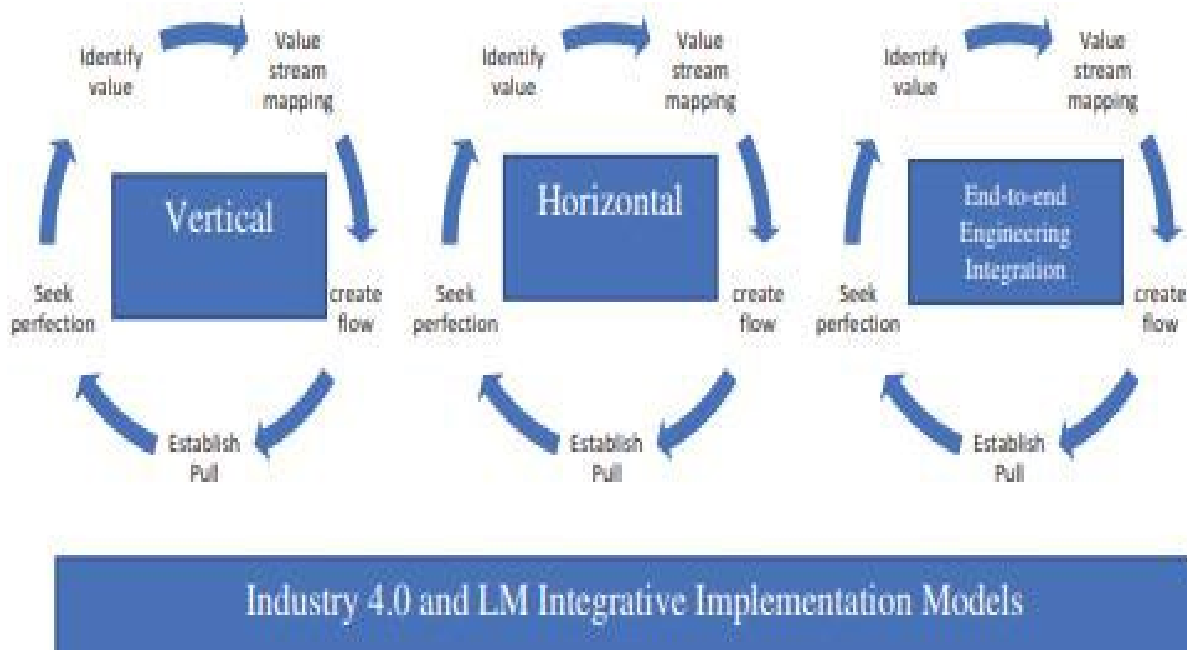 Identify
value
Value
stream
mapping
Vertical
create
flow
Establish
Pull
Seek
perfection
Identify
value
Value
stream
mapping
Horizontal
create
flow
Establish
Pull
Seek
perfection
Identify
value
Value
stream
mapping
End-to-end
Engineering
Integration
create
flow
Establish
Pull
Seek
perfection
Industry 4.0 and LM Integrative Implementation Models